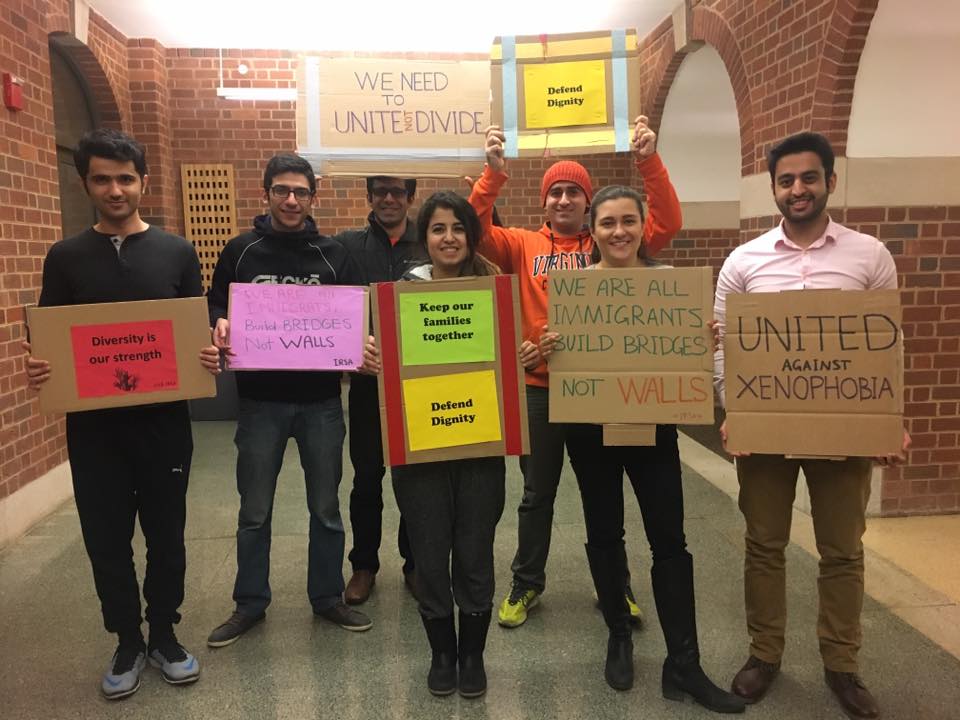 WE NEED
TO
UNITE NOT DIVIDE
Defend
Dignity
Diversity is
our strength
WE ARE ALL
IMMIGRANTS
Build BRIDGES
Not WALLS
IRSA
Keep our
families
together
Defend
Dignity
VIRGINIA
WE ARE ALL
IMMIGRANTS
BUILD BRIDGES
NOT WALLS
UNITED
AGAINST
XENOPHOBIA